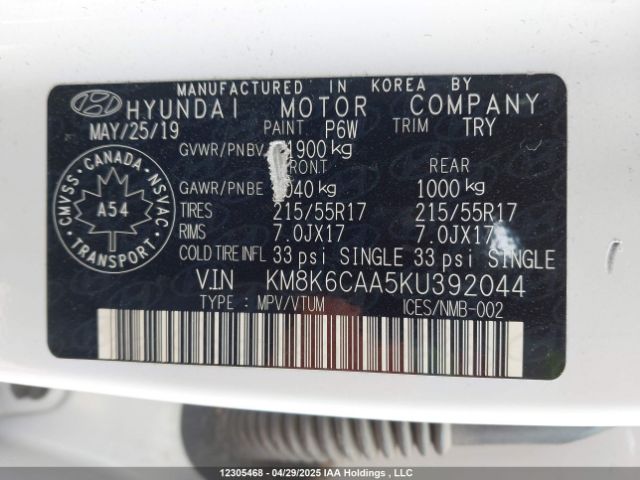 MANUFACTURED IN KOREA BY
HYUNDAI MOTOR COMPANY
MAY/25/19 PAINT P6W TRIM TRY
GVWR/PNBV 1900 kg
RONT REAR
GAWR/PNBE 040 kg 1000 kg
TIRES 215/55R17 215/55R17
RIMS 7.0JX17 7.0JX17
COLD TIRE INFL 33 psi SINGLE 33 psi SINGLE
VIN KM8K6CAA5KU392044
TYPE : MPV/VTUM ICES/NMB-002
CMVSS · CANADA · NSVAC
A54
TRANSPORT
12305468 - 04/29/2025 IAA Holdings , LLC